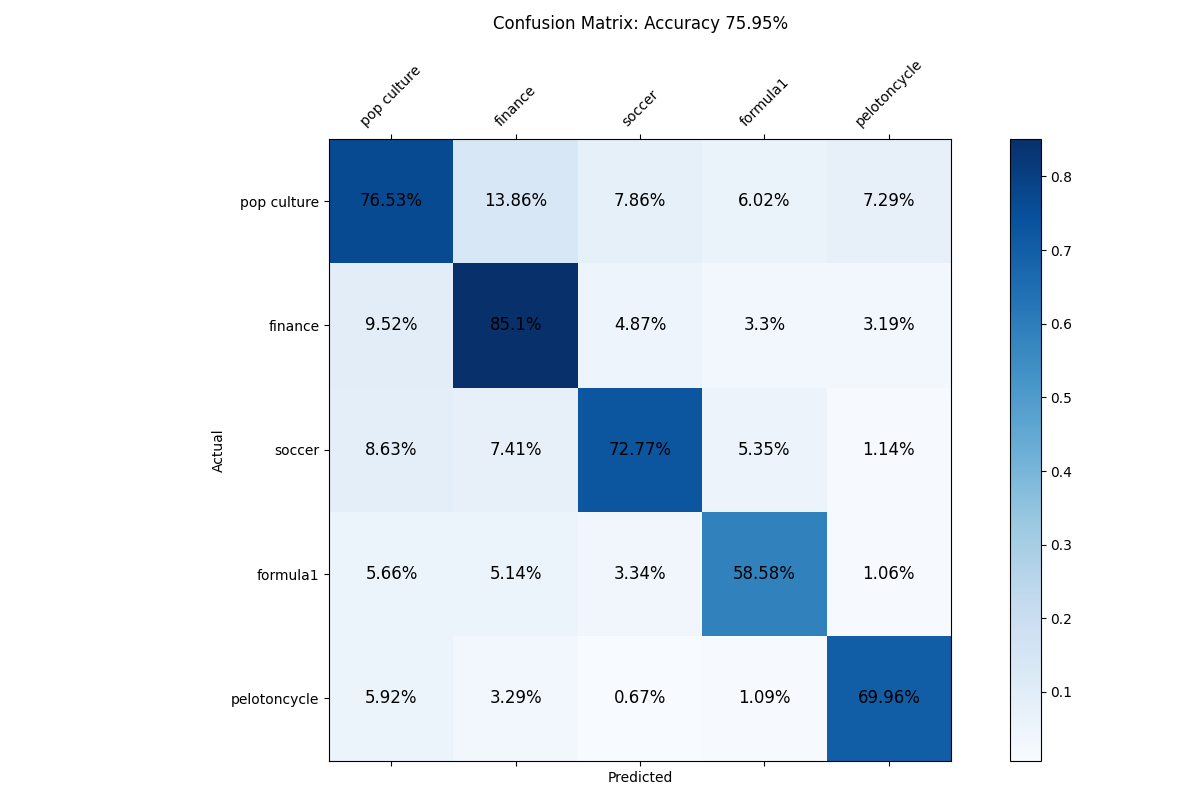 Confusion Matrix: Accuracy 75.95%
pop culture finance soccer formula1 pelotoncycle
pop culture 76.53% 13.86% 7.86% 6.02% 7.29%
finance 9.52% 85.1% 4.87% 3.3% 3.19%
soccer 8.63% 7.41% 72.77% 5.35% 1.14%
formula1 5.66% 5.14% 3.34% 58.58% 1.06%
pelotoncycle 5.92% 3.29% 0.67% 1.09% 69.96%
Actual
Predicted
0.8
0.7
0.6
0.5
0.4
0.3
0.2
0.1